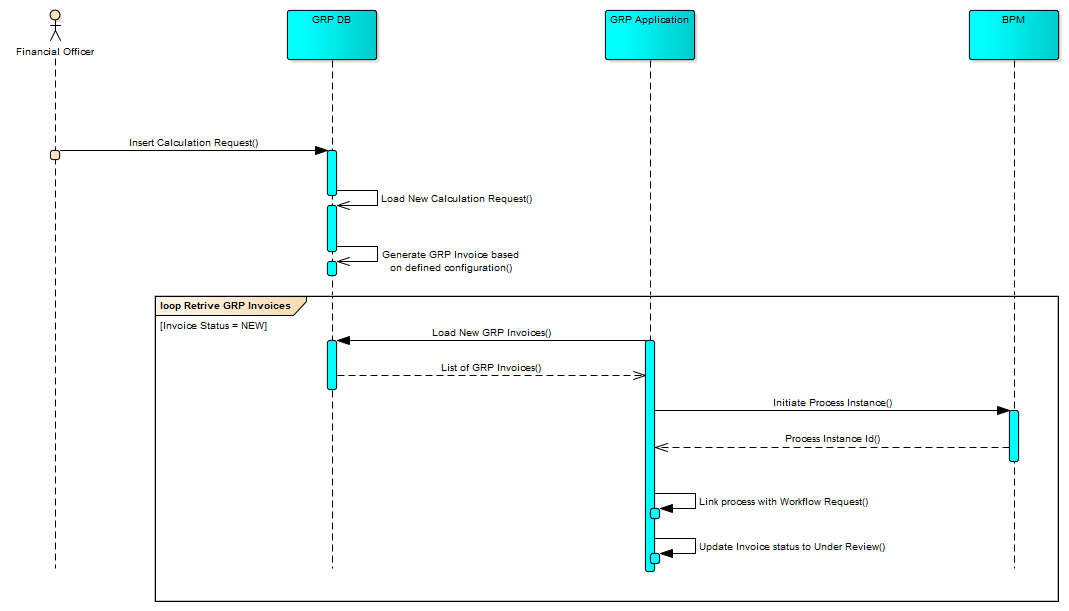 GRP DB
GRP Application
BPM
Financial Officer
Insert Calculation Request()
Load New Calculation Request()
Generate GRP Invoice based
on defined configuration()
loop Retrive GRP Invoices
[Invoice Status = NEW]
Load New GRP Invoices()
List of GRP Invoices()
Initiate Process Instance()
Process Instance Id()
Link process with Workflow Request()
Update Invoice status to Under Review()